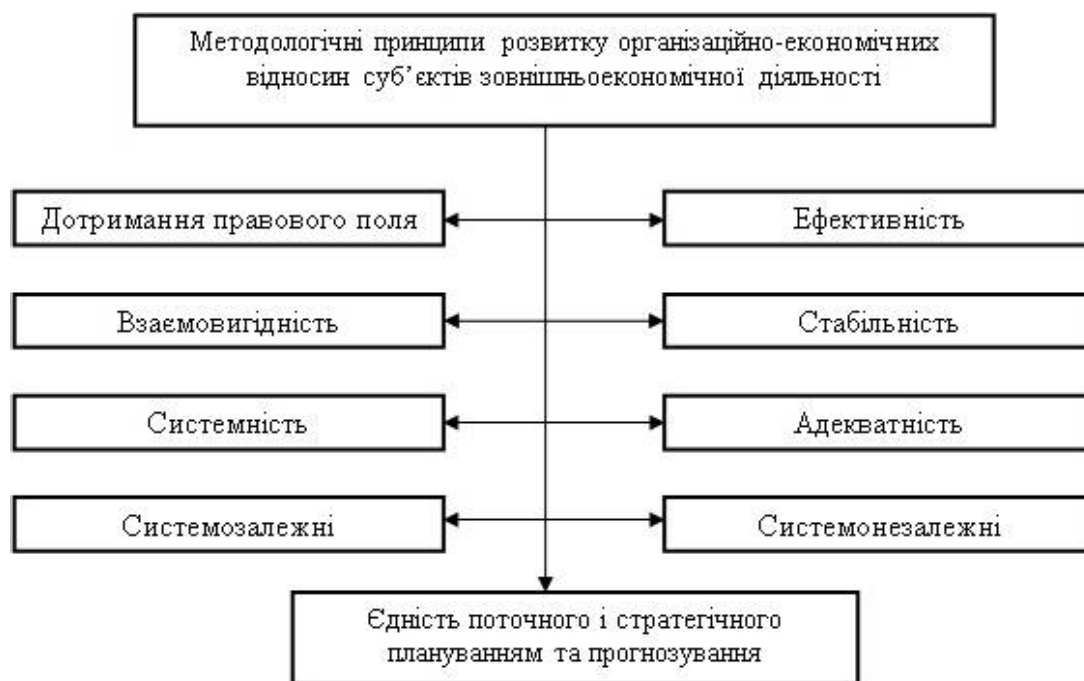 Методологічні принципи розвитку організаційно-економічних
відносин суб’єктів зовнішньоекономічної діяльності
Дотримання правового поля
Ефективність
Взаємовигідність
Стабільність
Системність
Адекватність
Системозалежні
Системонезалежні
Єдність поточного і стратегічного
плануванням та прогнозування